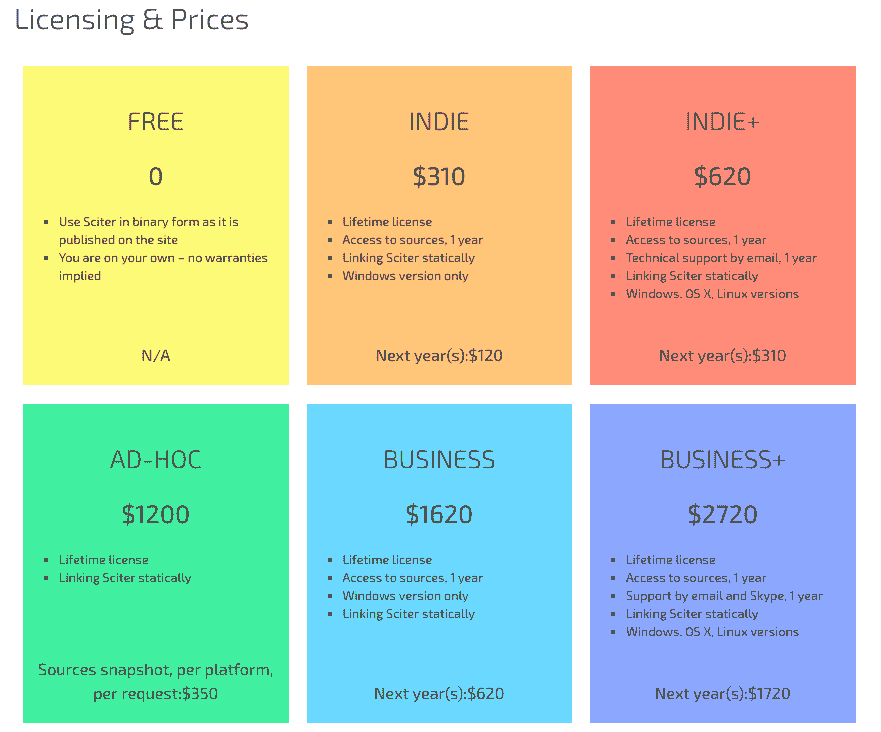 Licensing & Prices
FREE
0
▪ Use Sciter in binary form as it is
published on the site
▪ You are on your own – no warranties
implied
N/A
INDIE
$310
▪ Lifetime license
▪ Access to sources, 1 year
▪ Linking Sciter statically
▪ Windows version only
Next year(s):$120
INDIE+
$620
▪ Lifetime license
▪ Access to sources, 1 year
▪ Technical support by email, 1 year
▪ Linking Sciter statically
▪ Windows. OS X, Linux versions
Next year(s):$310
AD-HOC
$1200
▪ Lifetime license
▪ Linking Sciter statically
Sources snapshot, per platform,
per request:$350
BUSINESS
$1620
▪ Lifetime license
▪ Access to sources, 1 year
▪ Windows version only
▪ Linking Sciter statically
Next year(s):$620
BUSINESS+
$2720
▪ Lifetime license
▪ Access to sources, 1 year
▪ Support by email and Skype, 1 year
▪ Linking Sciter statically
▪ Windows. OS X, Linux versions
Next year(s):$1720